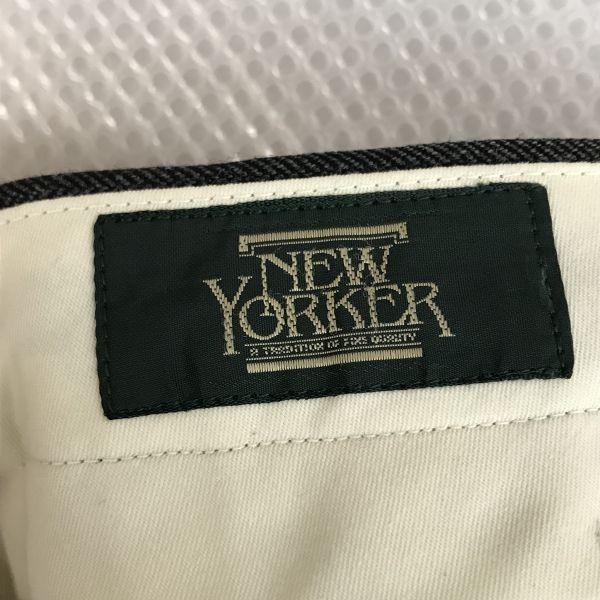 NEW
YORKER
A TRADITION OF FINE QUALITY